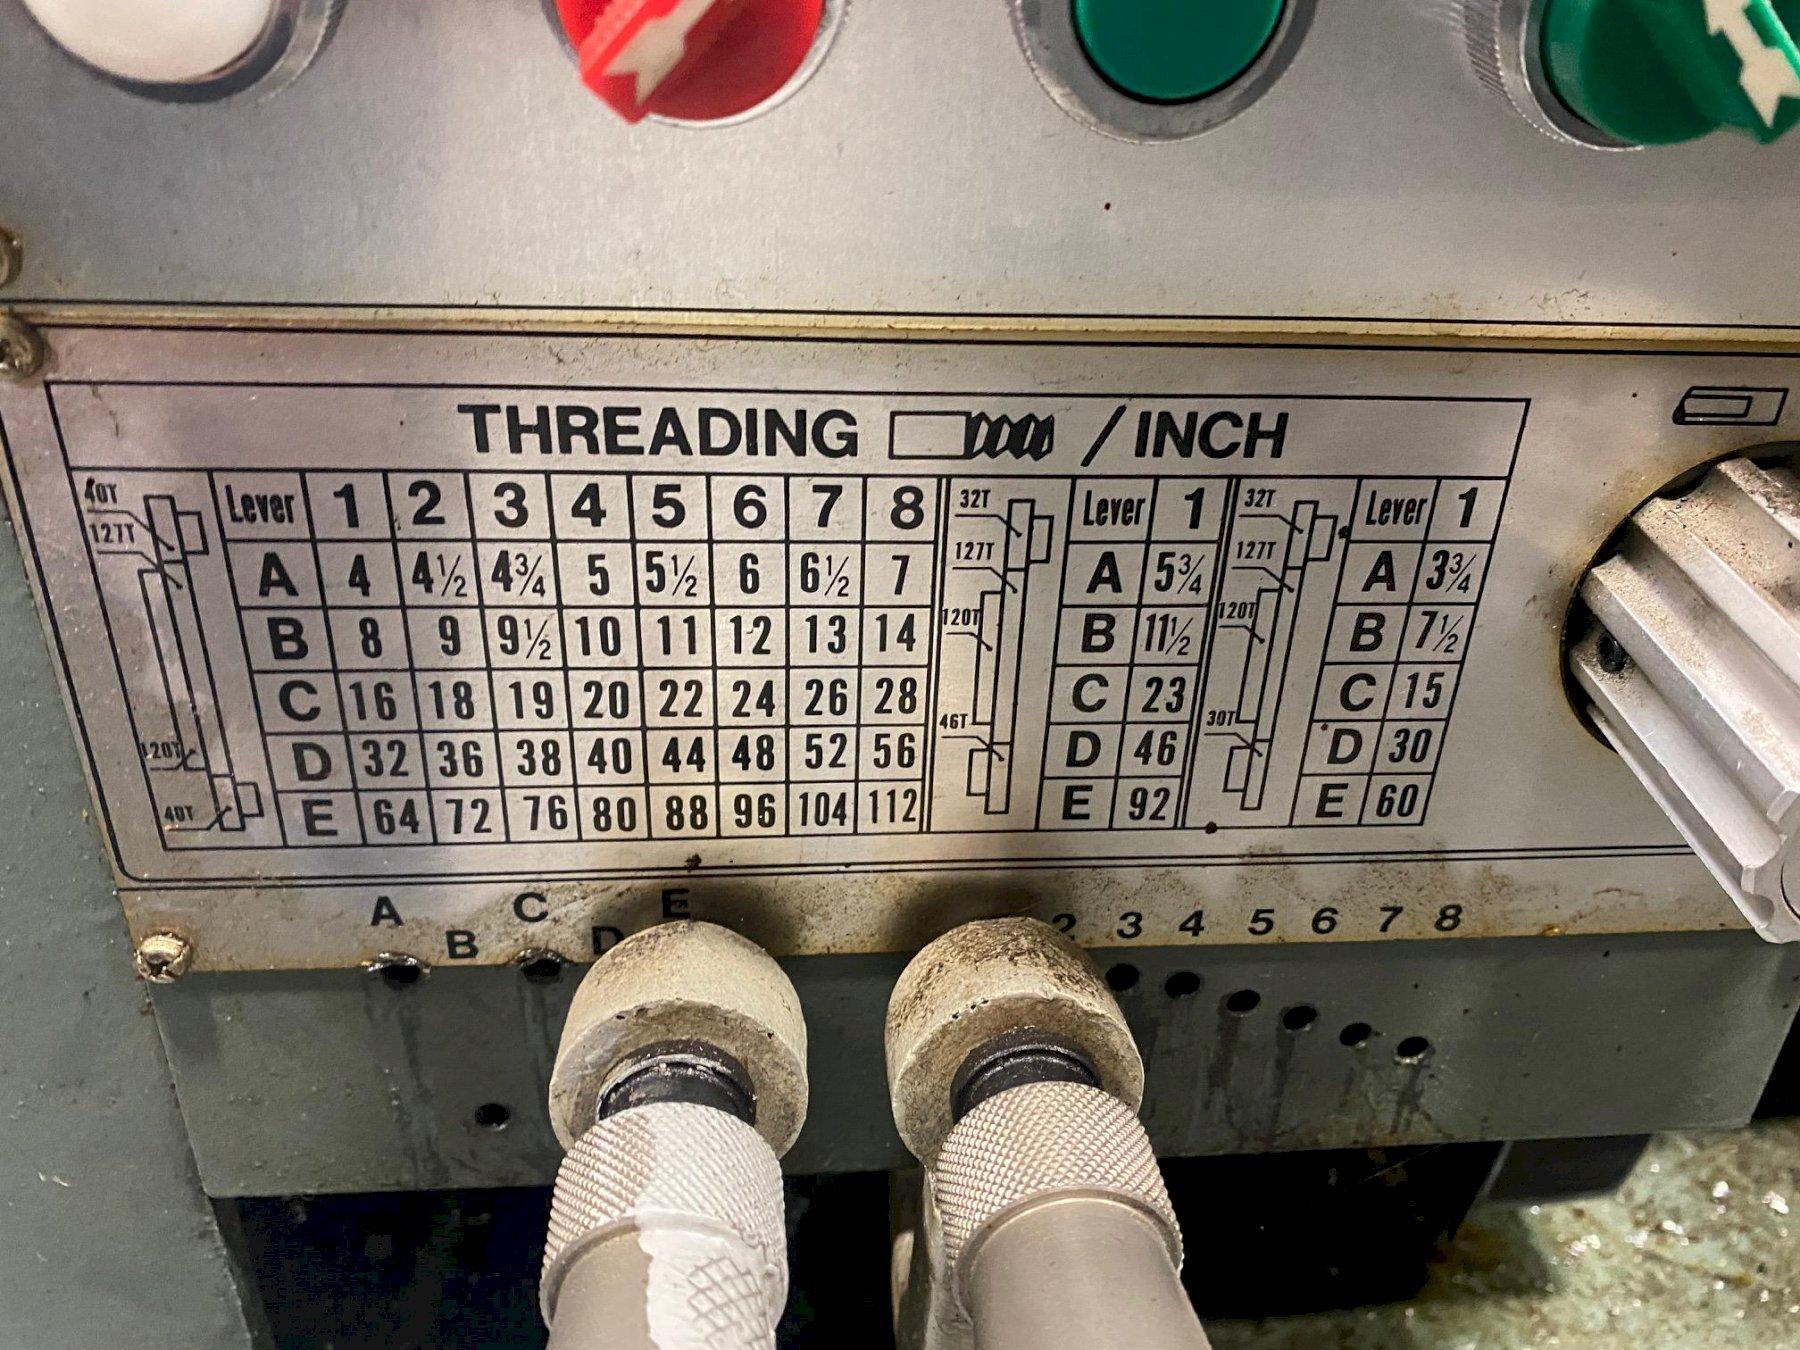 THREADING / INCH
40T
127T
120T
40T
Lever 1 2 3 4 5 6 7 8
A 4 4½ 4¾ 5 5½ 6 6½ 7
B 8 9 9½ 10 11 12 13 14
C 16 18 19 20 22 24 26 28
D 32 36 38 40 44 48 52 56
E 64 72 76 80 88 96 104 112
32T
127T
120T
46T
Lever 1
A 5¾
B 11½
C 23
D 46
E 92
32T
127T
120T
30T
Lever 1
A 3¾
B 7½
C 15
D 30
E 60
A B C D E
2 3 4 5 6 7 8